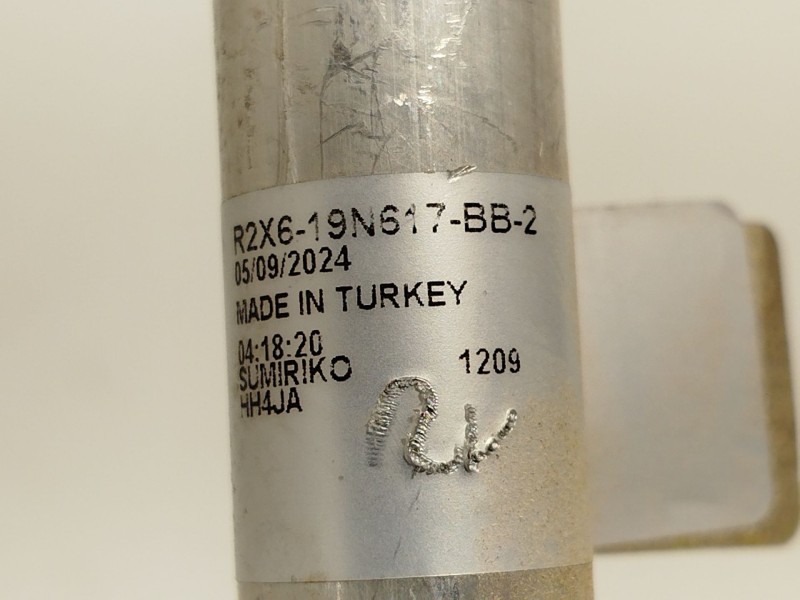 R2X6-19N617-BB-2
05/09/2024
MADE IN TURKEY
04:18:20
SUMIRIKO 1209
HH4JA